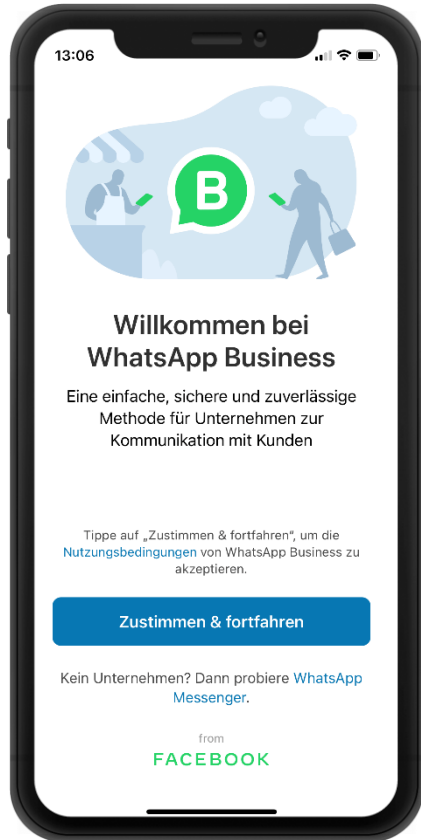 13:06
B
Willkommen bei
WhatsApp Business
Eine einfache, sichere und zuverlässige
Methode für Unternehmen zur
Kommunikation mit Kunden
Tippe auf „Zustimmen & fortfahren“, um die
Nutzungsbedingungen von WhatsApp Business zu
akzeptieren.
Zustimmen & fortfahren
Kein Unternehmen? Dann probiere WhatsApp
Messenger.
from
FACEBOOK